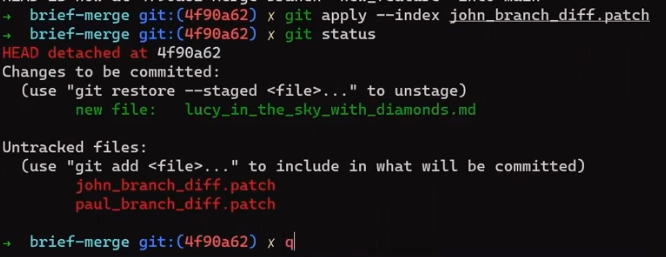 → brief-merge git:(4f90a62) ✗ git apply --index john_branch_diff.patch
→ brief-merge git:(4f90a62) ✗ git status
HEAD detached at 4f90a62
Changes to be committed:
  (use "git restore --staged <file>..." to unstage)
        new file:   lucy_in_the_sky_with_diamonds.md
Untracked files:
  (use "git add <file>..." to include in what will be committed)
        john_branch_diff.patch
        paul_branch_diff.patch
→ brief-merge git:(4f90a62) ✗ q